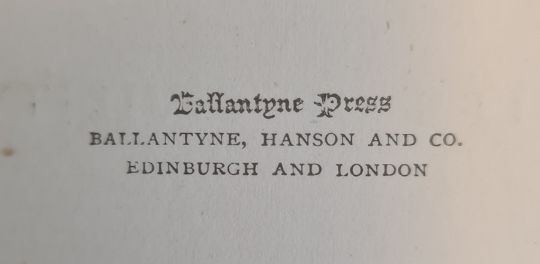 Ballantyne Press
BALLANTYNE, HANSON AND CO.
EDINBURGH AND LONDON